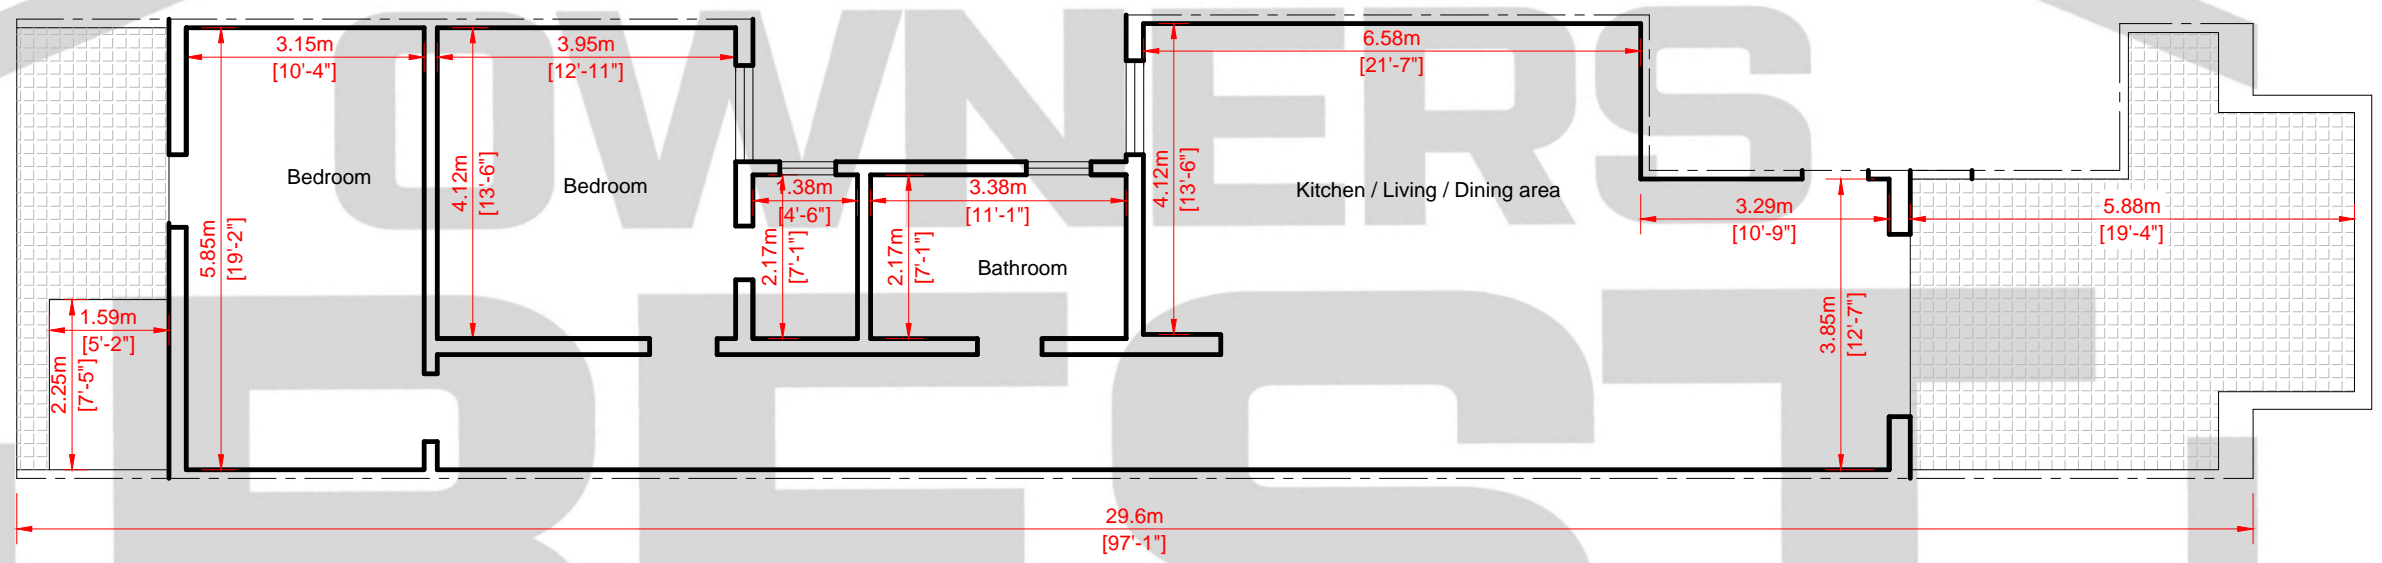 OWNERS
BEST
3.15m
[10'-4"]
3.95m
[12'-11"]
6.58m
[21'-7"]
Bedroom
Bedroom
5.85m
[19'-2"]
4.12m
[13'-6"]
1.38m
[4'-6"]
2.17m
[7'-1"]
3.38m
[11'-1"]
2.17m
[7'-1"]
Bathroom
4.12m
[13'-6"]
Kitchen / Living / Dining area
3.29m
[10'-9"]
5.88m
[19'-4"]
3.85m
[12'-7"]
1.59m
[5'-2"]
2.25m
[7'-5"]
29.6m
[97'-1"]